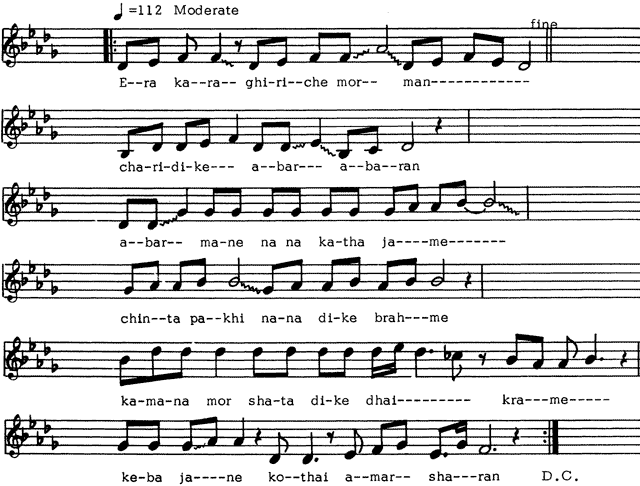 =112 Moderate
fine
E--ra ka--ra-- ghi-ri--che mor-- man------------
cha-ri-di-ke--- a--bar--- a-ba--ran
a--bar-- ma-ne na na ka-tha ja----me-------
chin--ta pa--khi na-na di-ke brah---me
ka-ma-na mor sha-ta di-ke dhai------- kra---me-----
ke-ba ja----ne ko--thai a--mar-- sha---ran D.C.